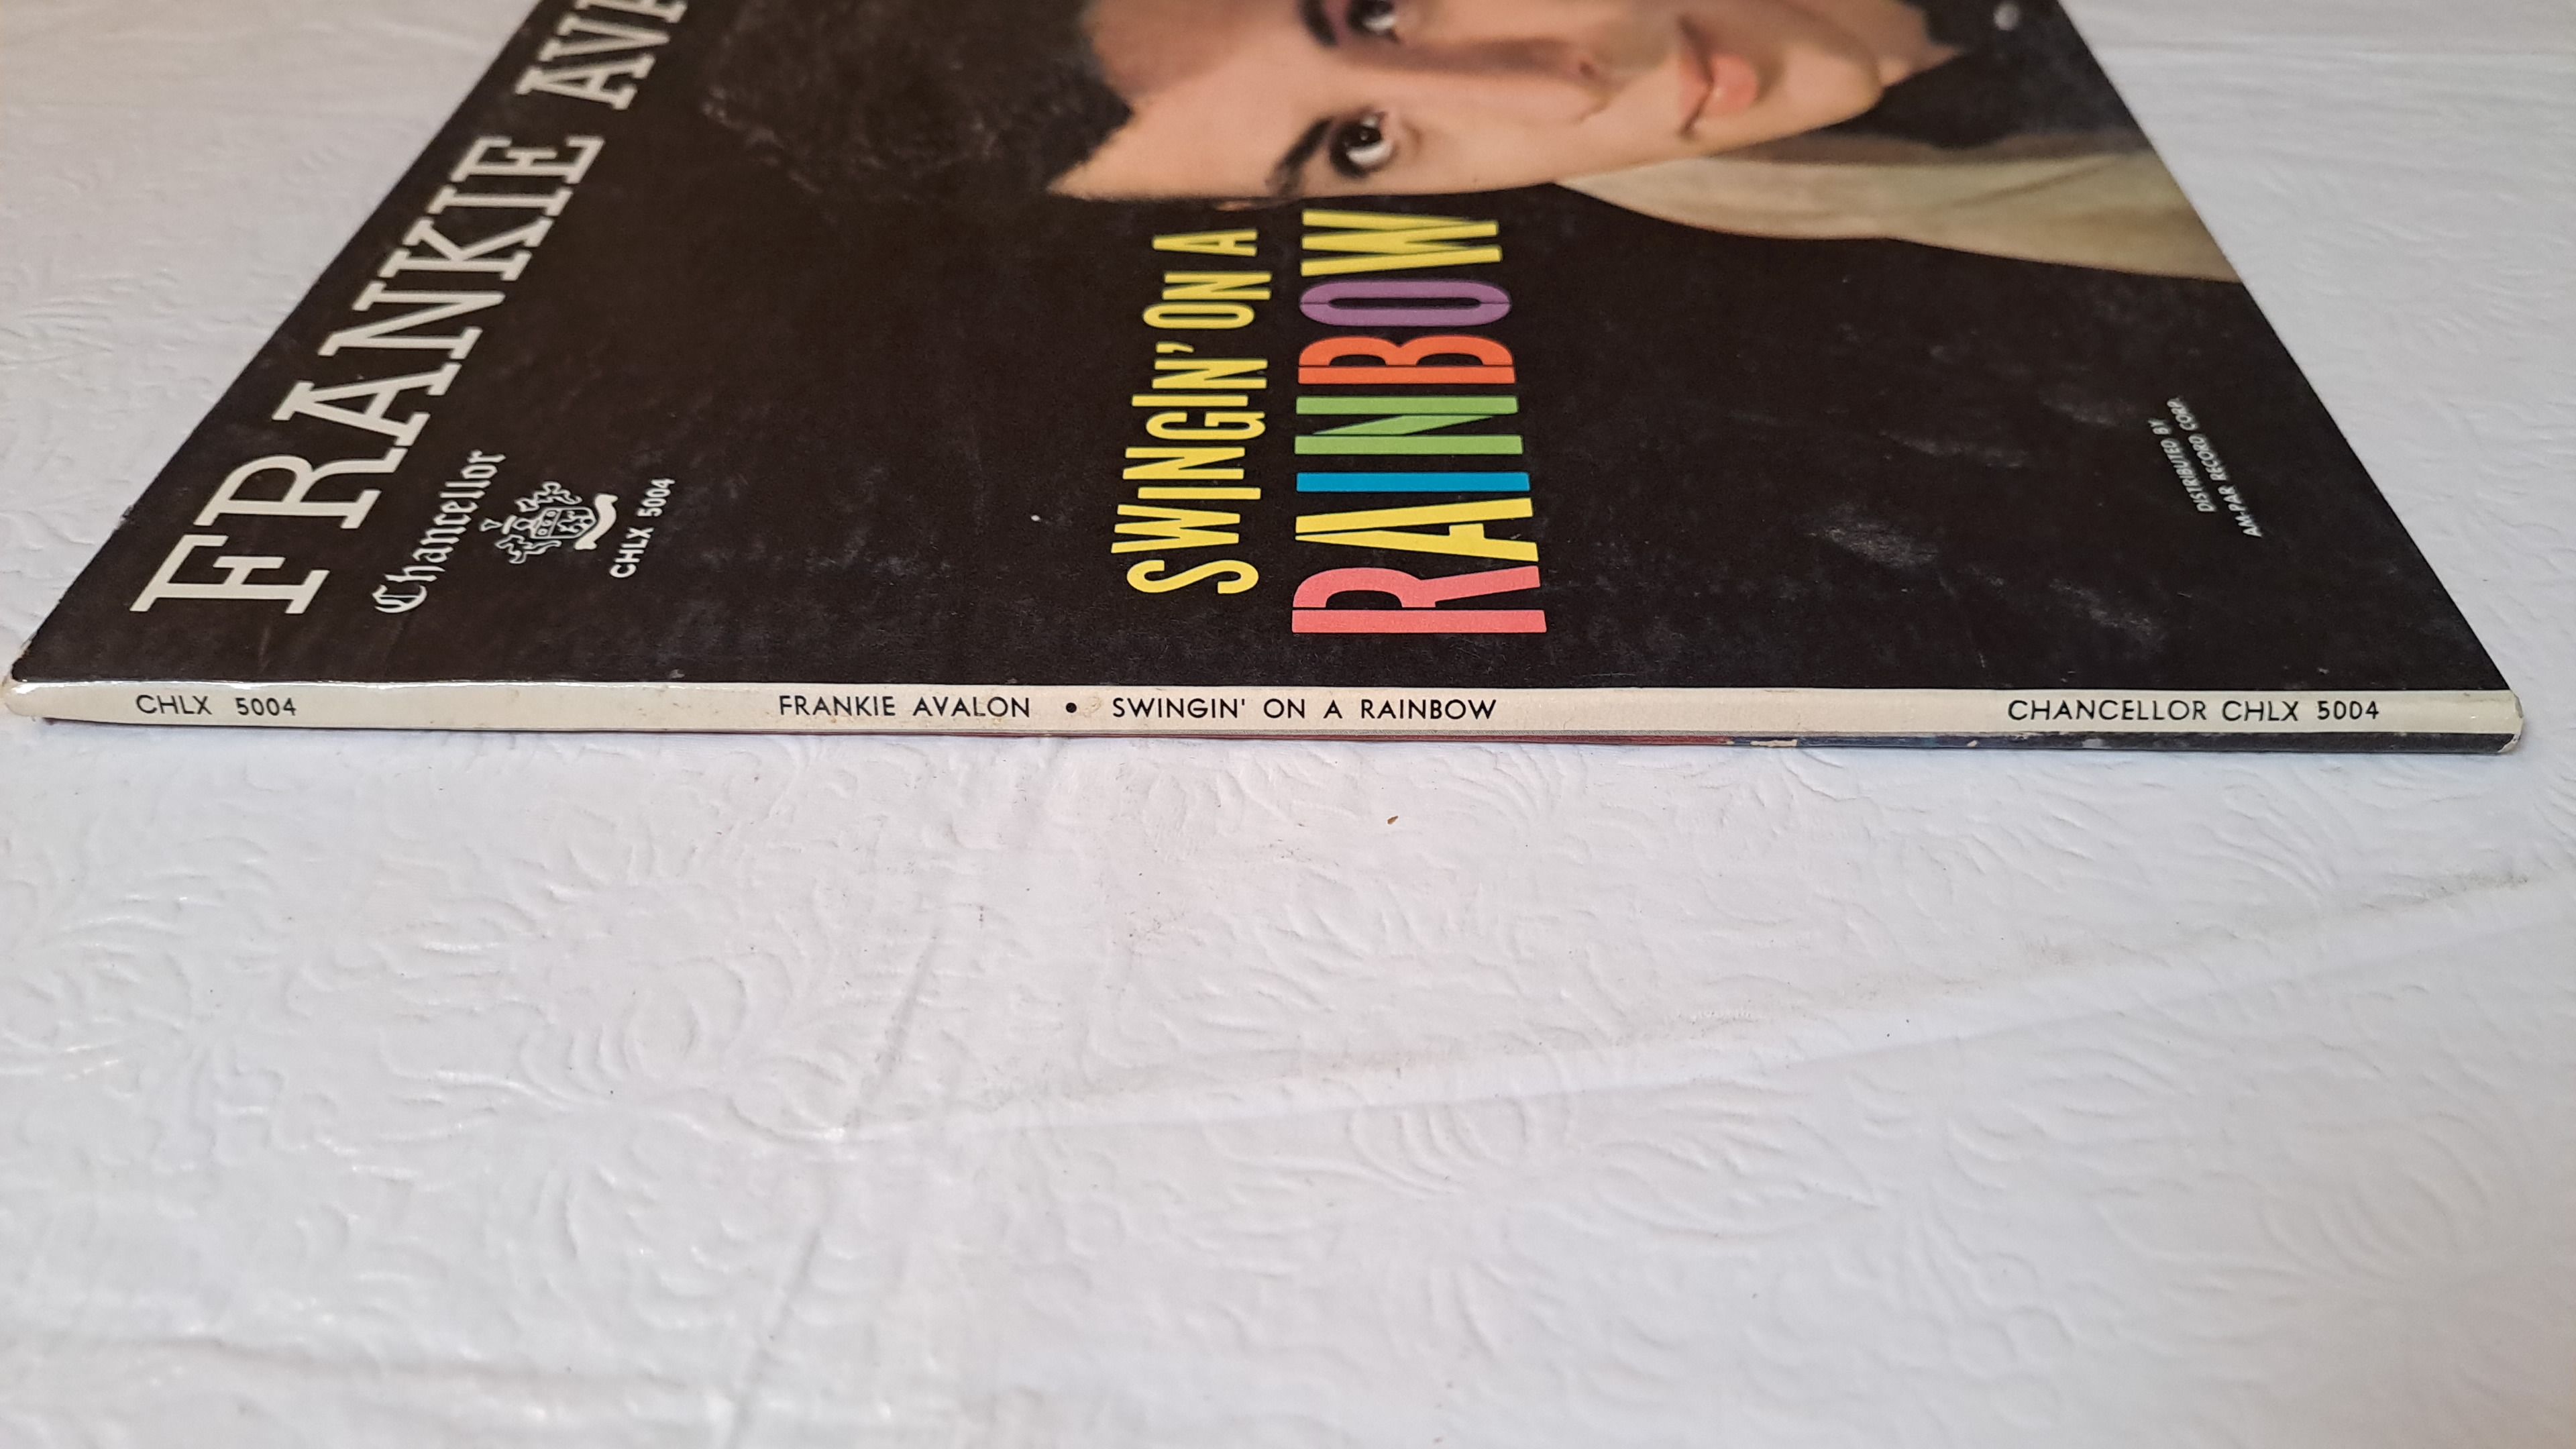 FRANKIE AVA
Chancellor
CHLX 5004
SWINGIN' ON A
RAINBOW
DISTRIBUTED BY
AM-PAR RECORD CORP.
CHLX 5004 FRANKIE AVALON • SWINGIN' ON A RAINBOW CHANCELLOR CHLX 5004